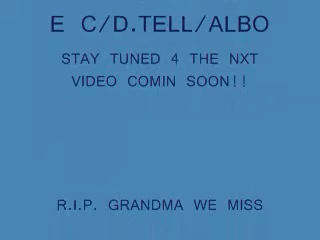 E C/D.TELL/ALBO
STAY TUNED 4 THE NXT
VIDEO COMIN SOON!!
R.I.P. GRANDMA WE MISS